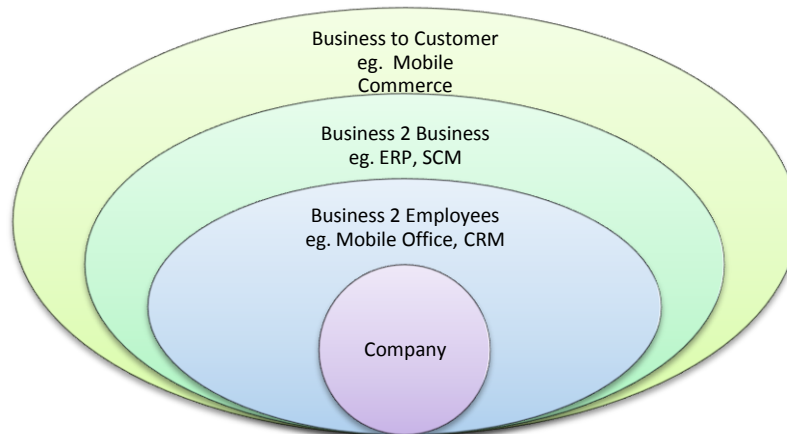 Business to Customer
eg. Mobile
Commerce
Business 2 Business
eg. ERP, SCM
Business 2 Employees
eg. Mobile Office, CRM
Company